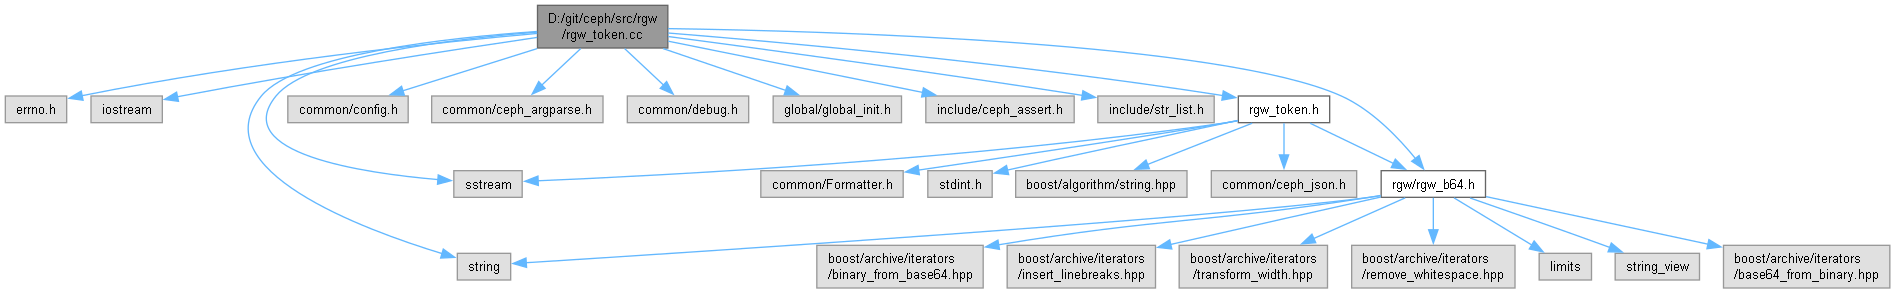 D:/git/ceph/src/rgw
/rgw_token.cc
errno.h
iostream
common/config.h
common/ceph_argparse.h
common/debug.h
global/global_init.h
include/ceph_assert.h
include/str_list.h
rgw_token.h
sstream
common/Formatter.h
stdint.h
boost/algorithm/string.hpp
common/ceph_json.h
rgw/rgw_b64.h
string
boost/archive/iterators
/binary_from_base64.hpp
boost/archive/iterators
/insert_linebreaks.hpp
boost/archive/iterators
/transform_width.hpp
boost/archive/iterators
/remove_whitespace.hpp
limits
string_view
boost/archive/iterators
/base64_from_binary.hpp